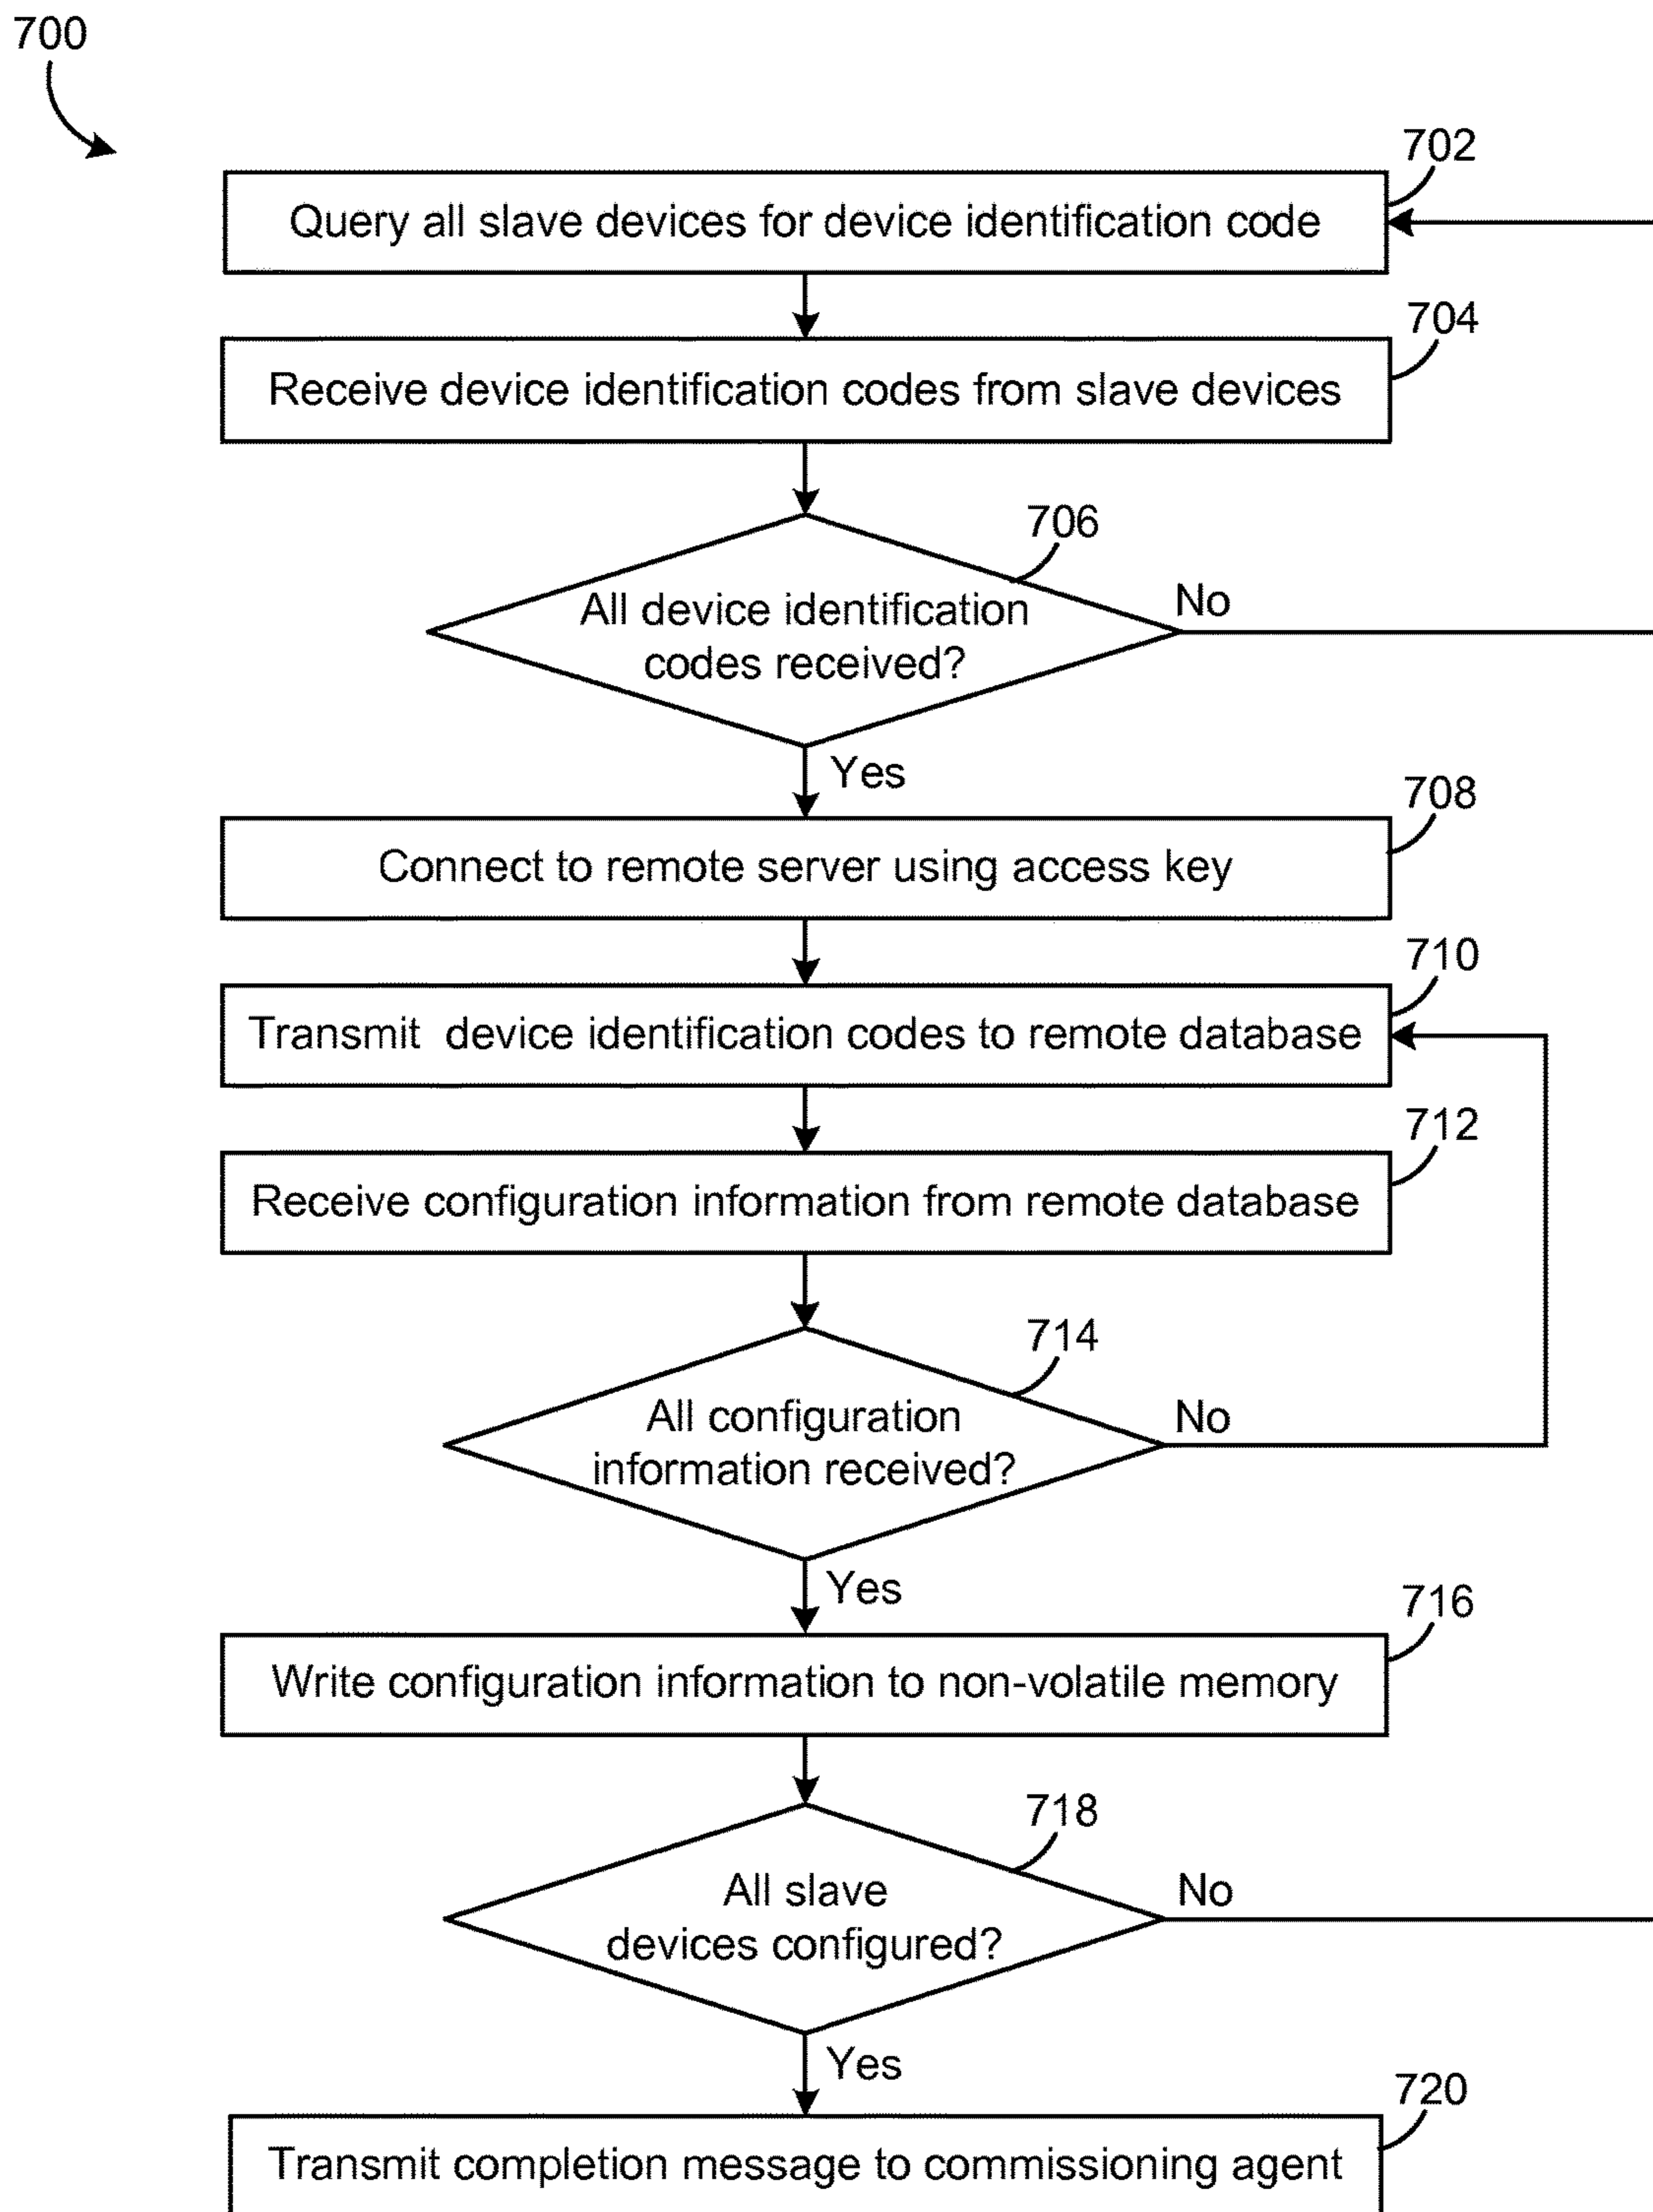 700
702
Query all slave devices for device identification code
704
Receive device identification codes from slave devices
706
All device identification
codes received?
No
Yes
708
Connect to remote server using access key
710
Transmit device identification codes to remote database
712
Receive configuration information from remote database
714
All configuration
information received?
No
Yes
716
Write configuration information to non-volatile memory
718
All slave
devices configured?
No
Yes
720
Transmit completion message to commissioning agent